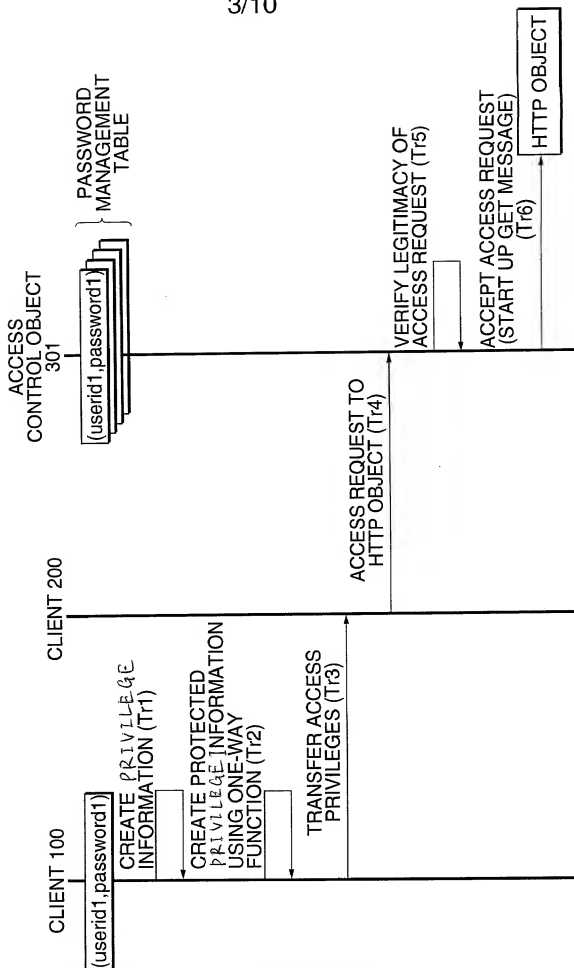 3/10
CLIENT 100
(userid1,password1)
CREATE PRIVILEGE
INFORMATION (Tr1)
CREATE PROTECTED
PRIVILEGE INFORMATION
USING ONE-WAY
FUNCTION (Tr2)
TRANSFER ACCESS
PRIVILEGES (Tr3)
CLIENT 200
ACCESS REQUEST TO
HTTP OBJECT (Tr4)
ACCESS
CONTROL OBJECT
301
(userid1,password1)
PASSWORD
MANAGEMENT
TABLE
VERIFY LEGITIMACY OF
ACCESS REQUEST (Tr5)
ACCEPT ACCESS REQUEST
(START UP GET MESSAGE)
(Tr6)
HTTP OBJECT